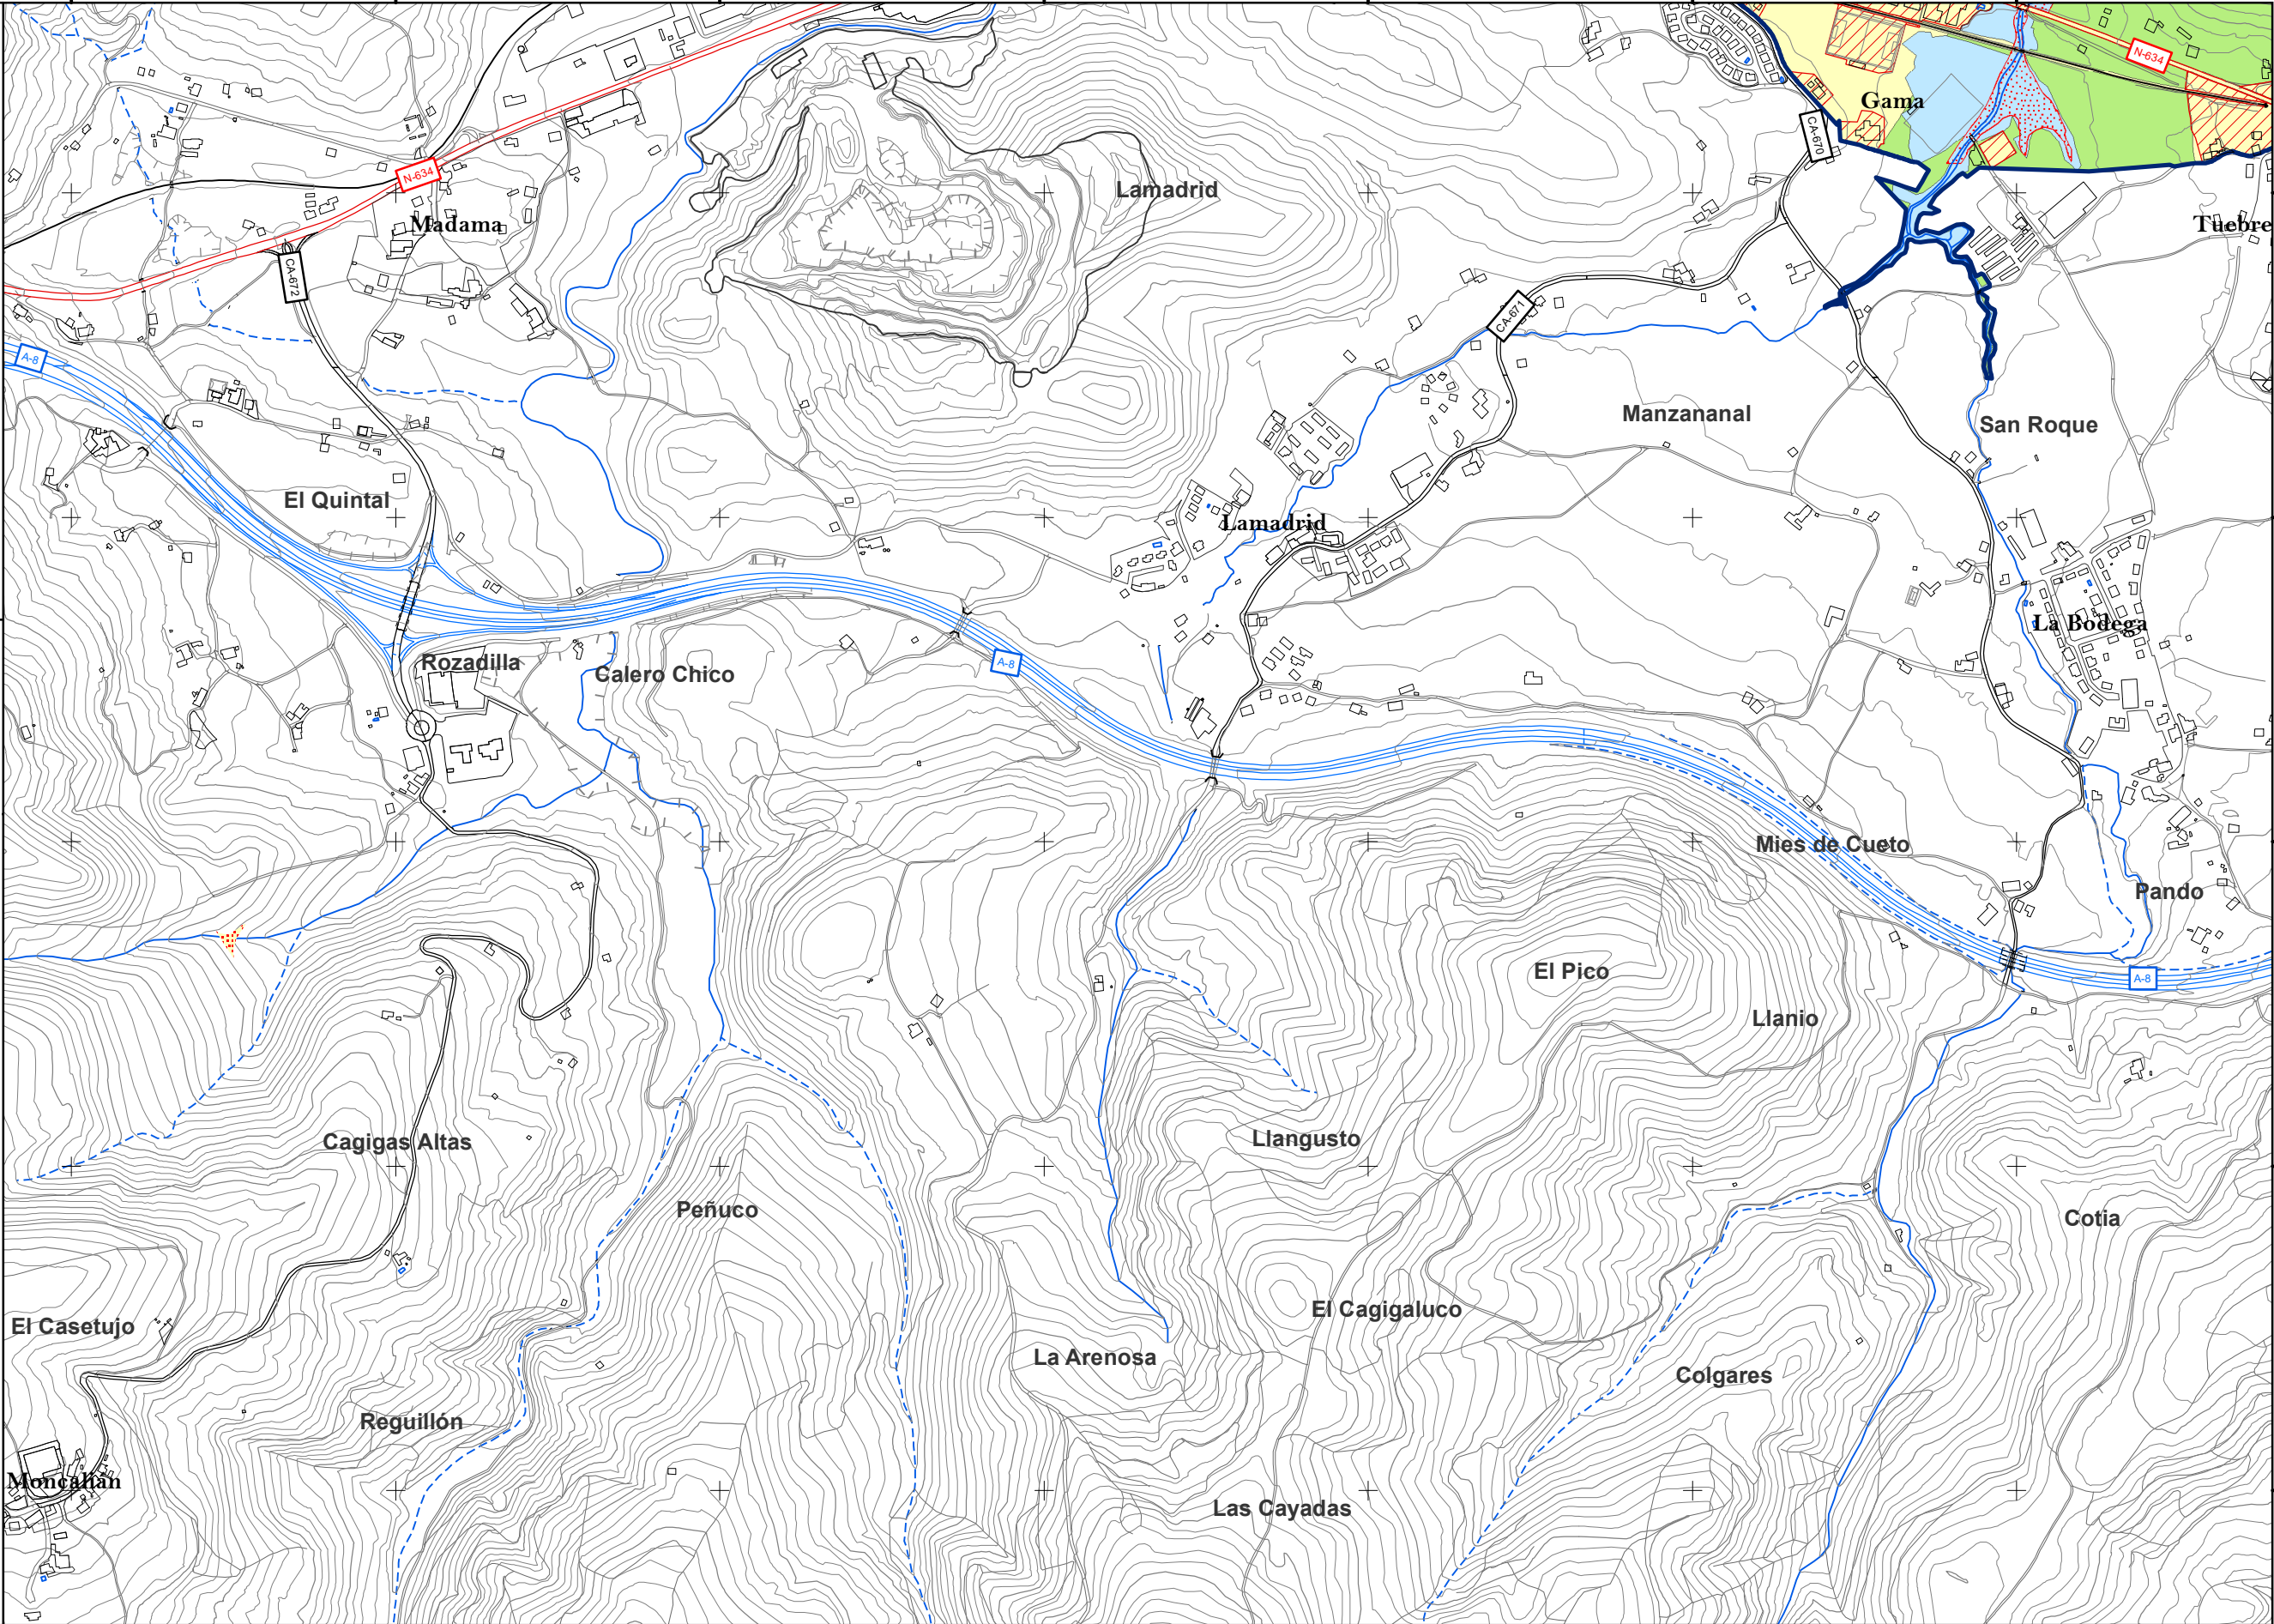 N-634
Gama
CA-670
N-634
Lamadrid
Madama
Tuebre
CA-672
CA-671
A-8
Manzananal
San Roque
El Quintal
Lamadrid
La Bodega
Rozadilla
Calero Chico
A-8
Mies de Cueto
Pando
El Pico
A-8
Llanio
Cagigas Altas
Llangusto
Peñuco
Cotia
El Cagigaluco
El Casetujo
La Arenosa
Colgares
Reguillón
Moncalián
Las Cayadas